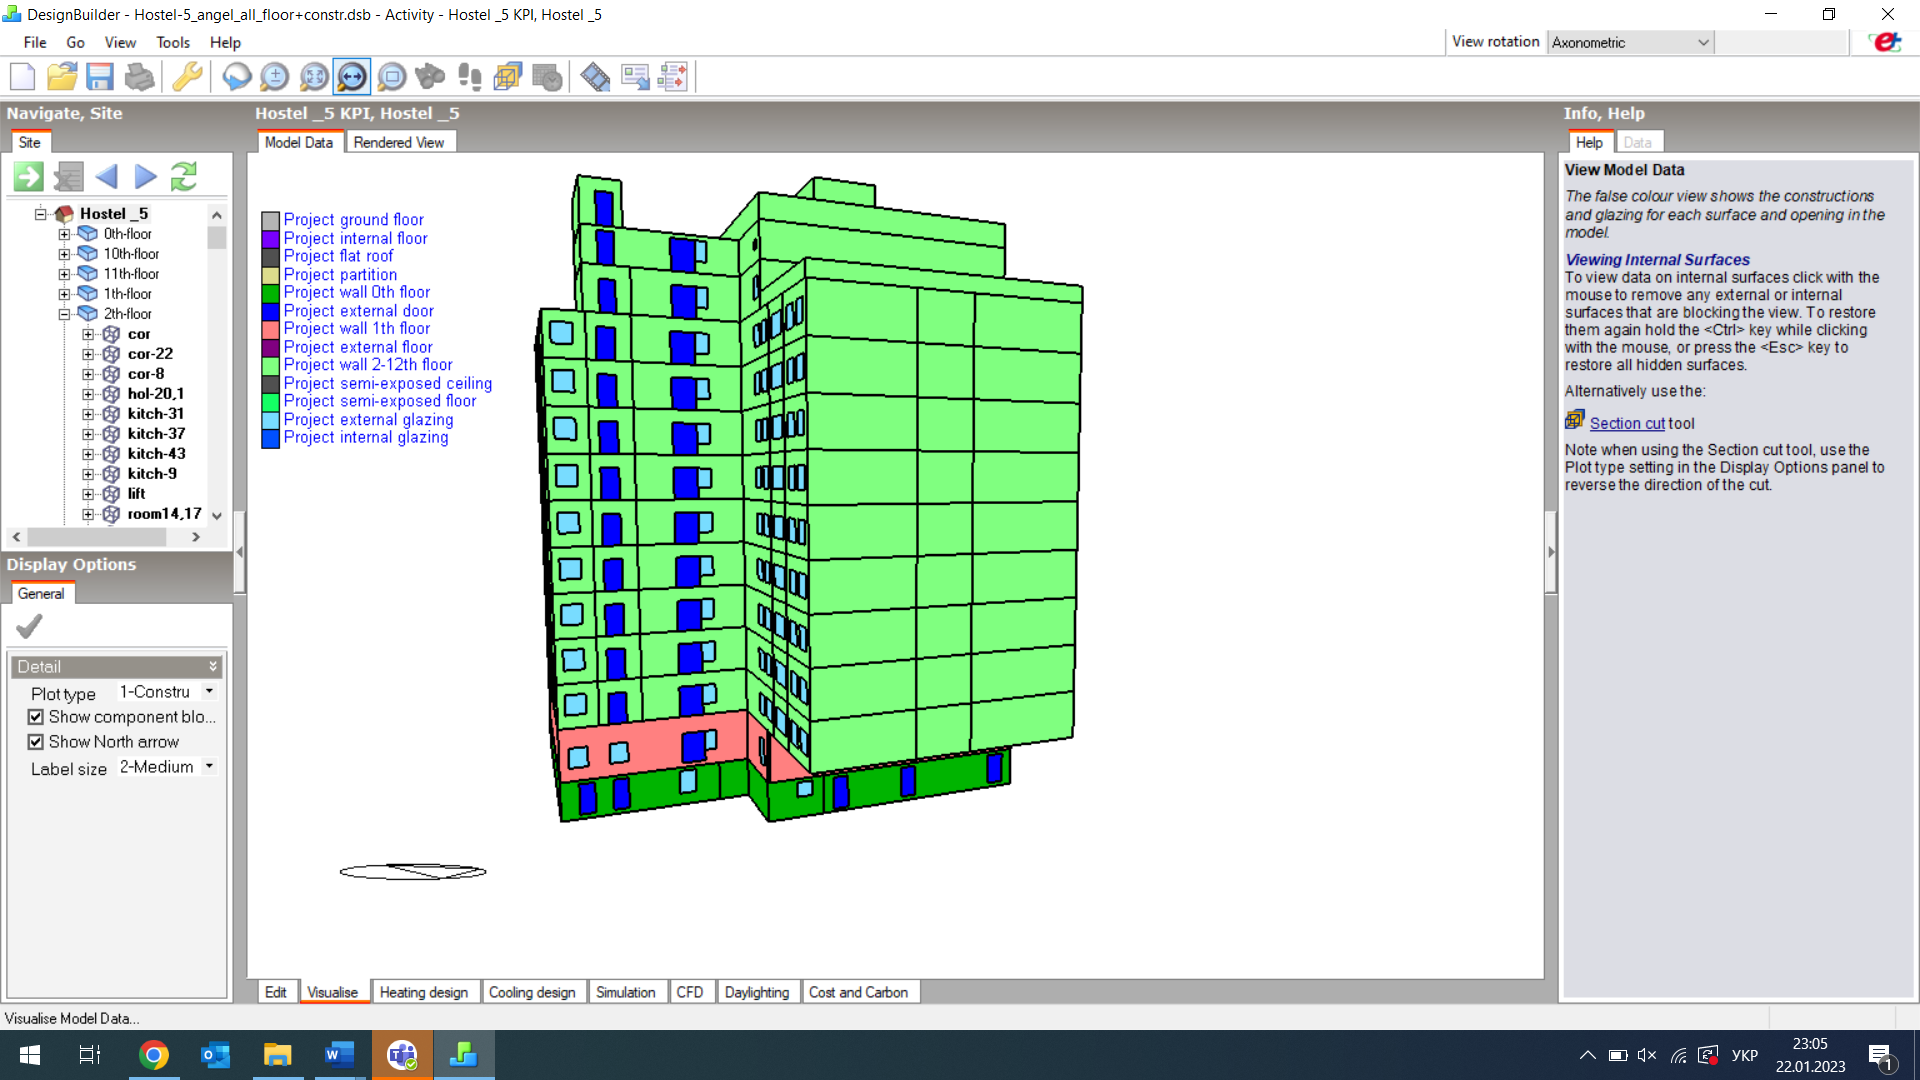 DesignBuilder - Hostel-5_angel_all_floor+constr.dsb - Activity - Hostel _5 KPI, Hostel _5
File Go View Tools Help
View rotation Axonometric
Navigate, Site
Site
Hostel _5
0th-floor
10th-floor
11th-floor
1th-floor
2th-floor
cor
cor-22
cor-8
hol-20,1
kitch-31
kitch-37
kitch-43
kitch-9
lift
room14,17
Display Options
General
Detail
Plot type 1-Constru
Show component blo...
Show North arrow
Label size 2-Medium
Hostel _5 KPI, Hostel _5
Model Data Rendered View
Project ground floor
Project internal floor
Project flat roof
Project partition
Project wall 0th floor
Project external door
Project wall 1th floor
Project external floor
Project wall 2-12th floor
Project semi-exposed ceiling
Project semi-exposed floor
Project external glazing
Project internal glazing
Edit Visualise Heating design Cooling design Simulation CFD Daylighting Cost and Carbon
Info, Help
Help Data
View Model Data
The false colour view shows the constructions
and glazing for each surface and opening in the
model.
Viewing Internal Surfaces
To view data on internal surfaces click with the
mouse to remove any external or internal
surfaces that are blocking the view. To restore
them again hold the <Ctrl> key while clicking
with the mouse, or press the <Esc> key to
restore all hidden surfaces.
Alternatively use the:
Section cut tool
Note when using the Section cut tool, use the
Plot type setting in the Display Options panel to
reverse the direction of the cut.
Visualise Model Data...
УКР
23:05
22.01.2023
1